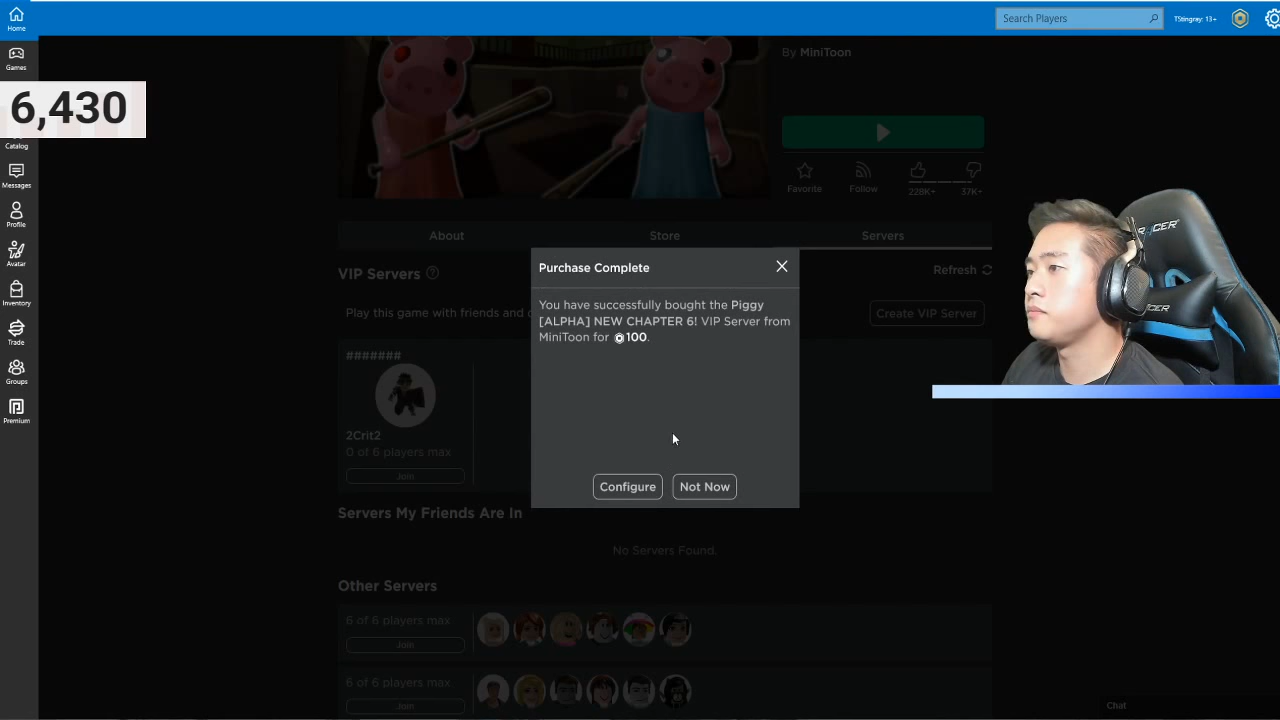 Home
Search Players
TStingray: 13+
Games
6,430
Catalog
Messages
Profile
Avatar
Inventory
Trade
Groups
Premium
By MiniToon
Favorite
Follow
228K+
37K+
About
Store
Servers
VIP Servers
Refresh
Play this game with friends and
Create VIP Server
#######
2Crit2
0 of 6 players max
Join
Purchase Complete
You have successfully bought the Piggy
[ALPHA] NEW CHAPTER 6! VIP Server from
MiniToon for 100.
Configure
Not Now
Servers My Friends Are In
No Servers Found.
Other Servers
6 of 6 players max
Join
6 of 6 players max
Join
Chat